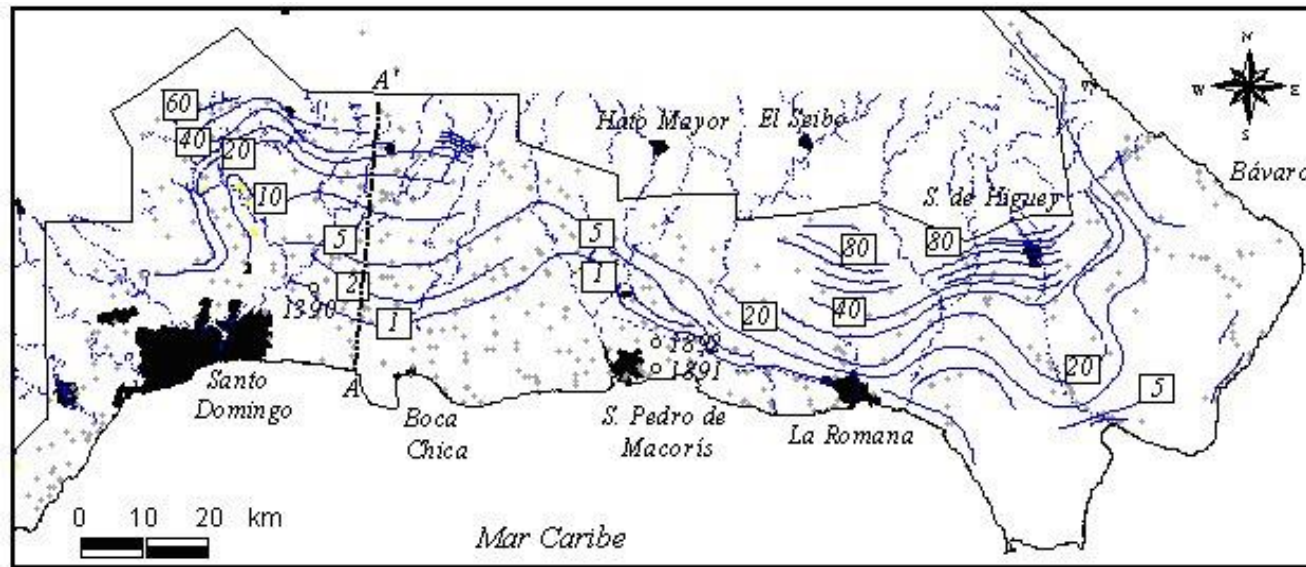 N
W E
S
60
A'
40
Hato Mayor
El Seibo
20
Bávaro
10
S. de Higuey
5
5
80
80
2
1
1390
1
20
40
1892
1891
20
5
A
Santo
Domingo
Boca
Chica
S. Pedro de
Macorís
La Romana
0 10 20 km
Mar Caribe